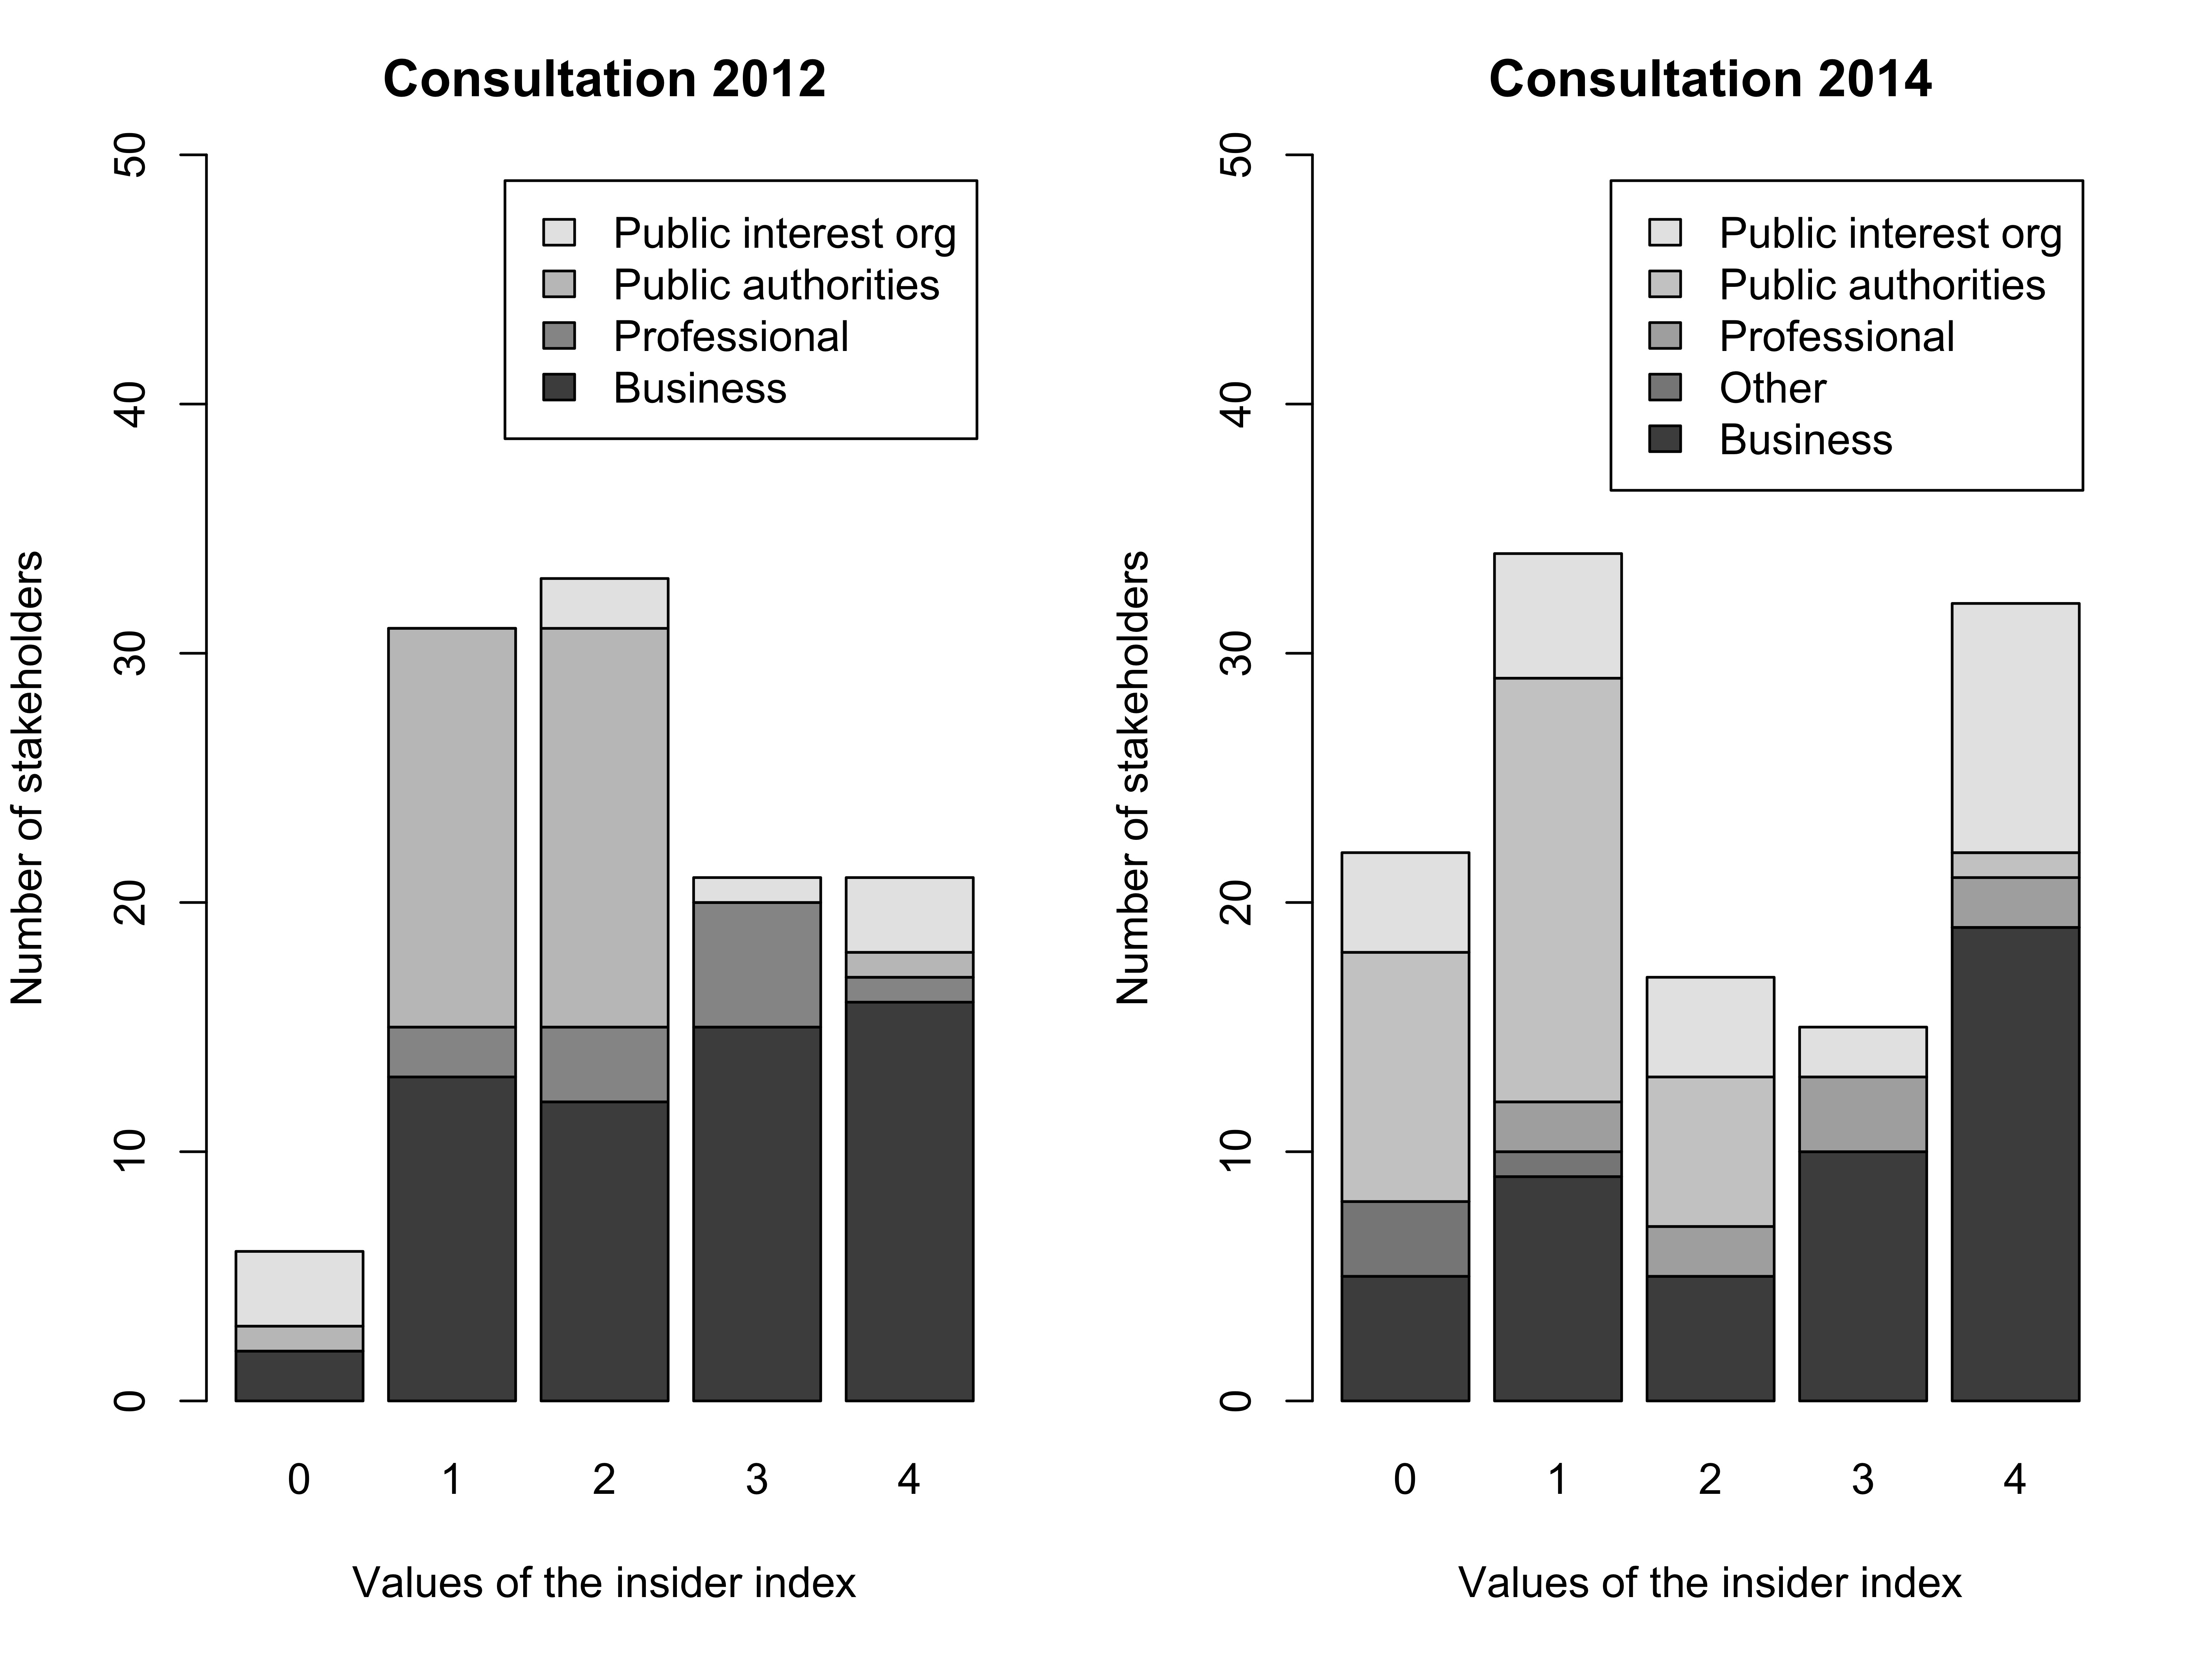 Consultation 2012
Number of stakeholders
50
40
30
20
10
0
Public interest org
Public authorities
Professional
Business
0 1 2 3 4
Values of the insider index
Consultation 2014
Number of stakeholders
50
40
30
20
10
0
Public interest org
Public authorities
Professional
Other
Business
0 1 2 3 4
Values of the insider index